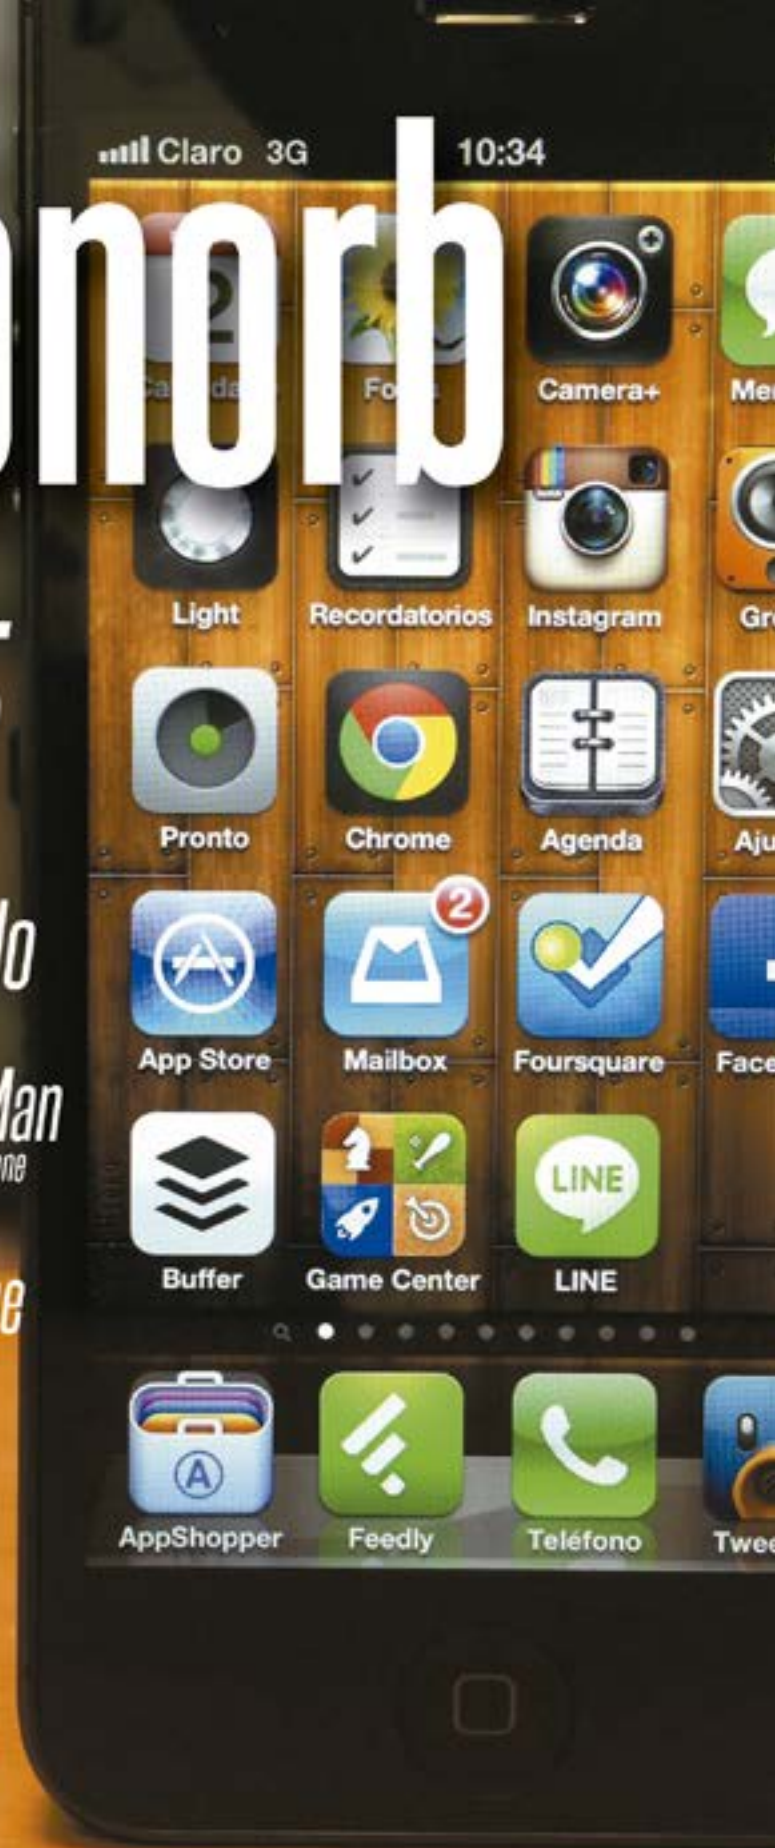 Claro 3G 10:34
onorb
2
Camera+
Light Recordatorios Instagram
Pronto Chrome Agenda
2
App Store Mailbox Foursquare
LINE
Buffer Game Center LINE
A
AppShopper Feedly Teléfono